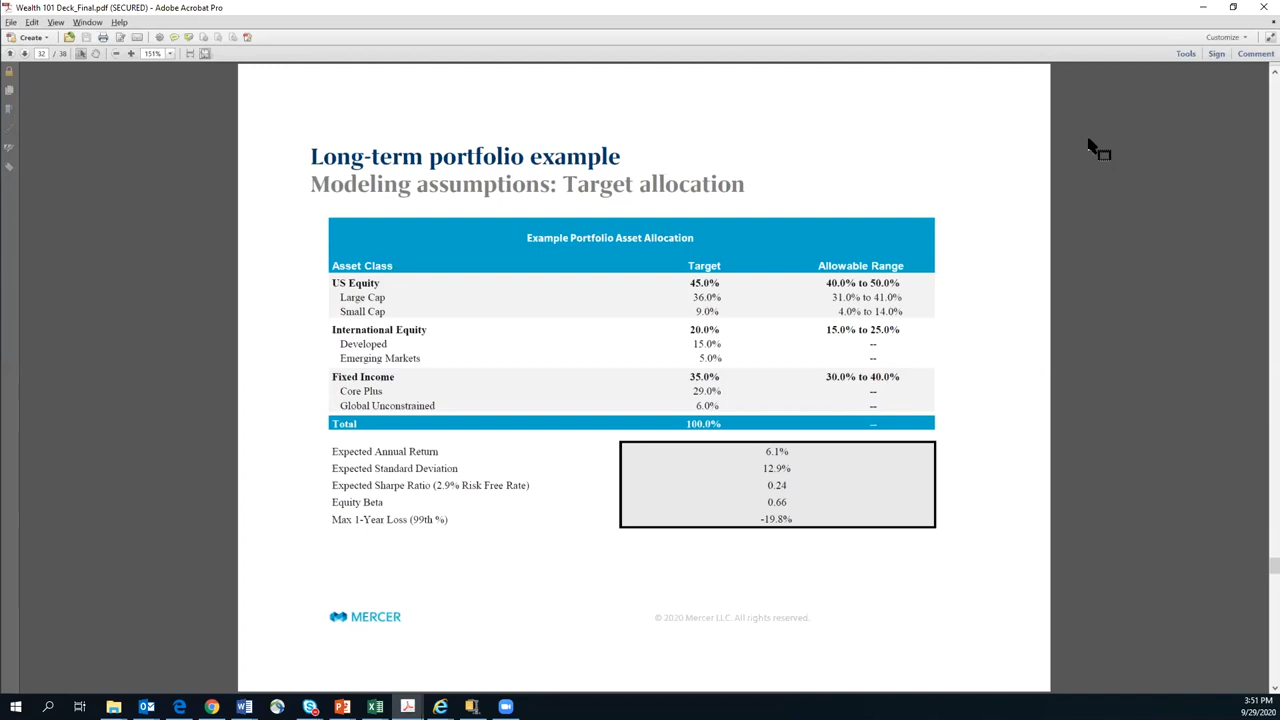 Wealth 101 Deck_Final.pdf (SECURED) - Adobe Acrobat Pro
File Edit View Window Help
Create Customize
32 / 38 151% Tools Sign Comment
Long-term portfolio example
Modeling assumptions: Target allocation
Example Portfolio Asset Allocation
Asset Class Target Allowable Range
US Equity 45.0% 40.0% to 50.0%
Large Cap 36.0% 31.0% to 41.0%
Small Cap 9.0% 4.0% to 14.0%
International Equity 20.0% 15.0% to 25.0%
Developed 15.0% --
Emerging Markets 5.0% --
Fixed Income 35.0% 30.0% to 40.0%
Core Plus 29.0% --
Global Unconstrained 6.0% --
Total 100.0% --
Expected Annual Return 6.1%
Expected Standard Deviation 12.9%
Expected Sharpe Ratio (2.9% Risk Free Rate) 0.24
Equity Beta 0.66
Max 1-Year Loss (99th %) -19.8%
MERCER © 2020 Mercer LLC. All rights reserved.
3:51 PM
9/29/2020